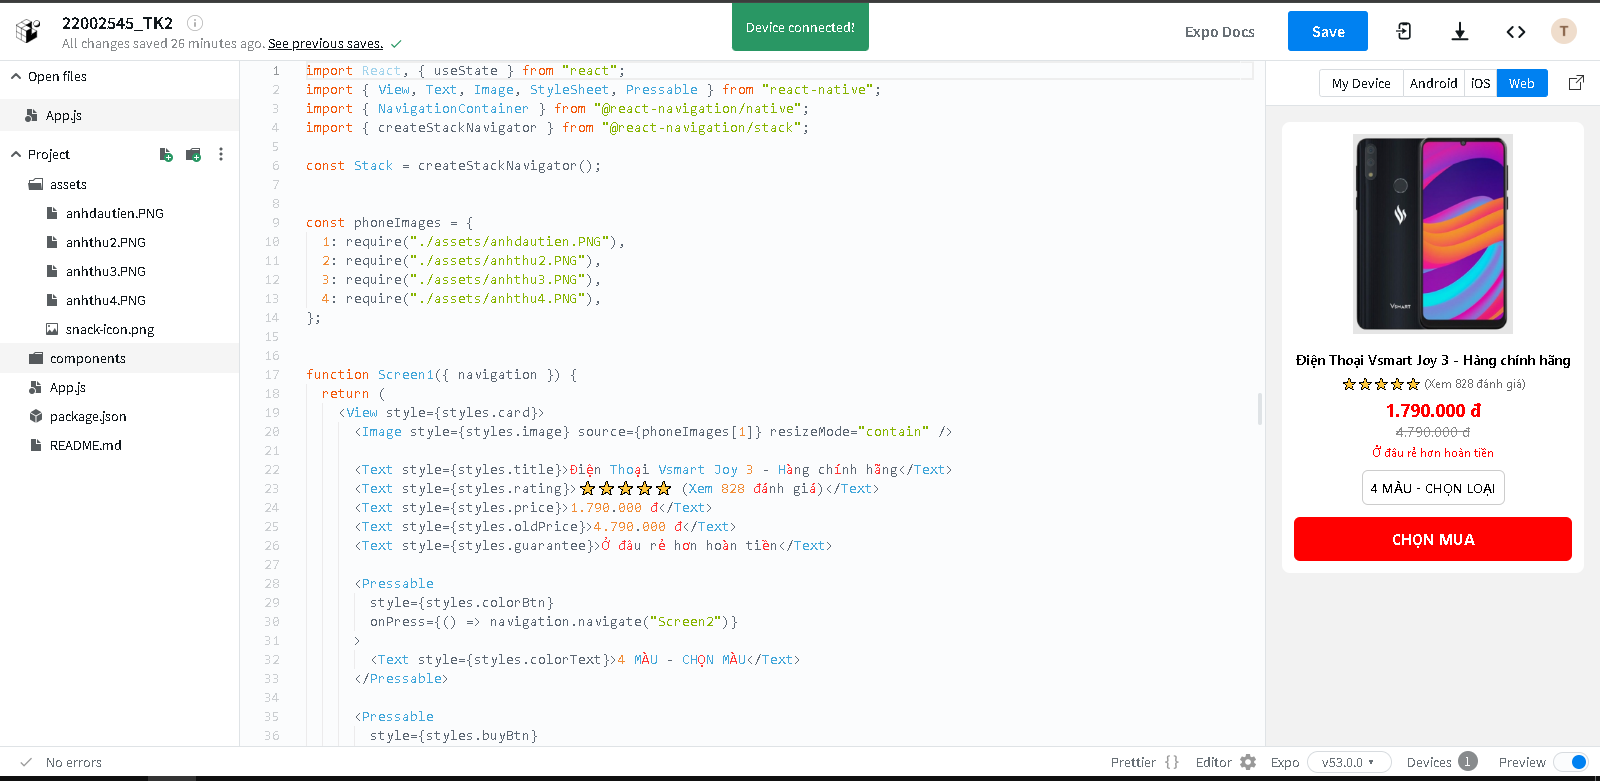 22002545_TK2
All changes saved 26 minutes ago. See previous saves.
Device connected!
Expo Docs
Save
T
Open files
App.js
Project
assets
anhdautien.PNG
anhthu2.PNG
anhthu3.PNG
anhthu4.PNG
snack-icon.png
components
App.js
package.json
README.md
1 import React, { useState } from "react";
2 import { View, Text, Image, StyleSheet, Pressable } from "react-native";
3 import { NavigationContainer } from "@react-navigation/native";
4 import { createStackNavigator } from "@react-navigation/stack";
5
6 const Stack = createStackNavigator();
7
8
9 const phoneImages = {
10 1: require("./assets/anhdautien.PNG"),
11 2: require("./assets/anhthu2.PNG"),
12 3: require("./assets/anhthu3.PNG"),
13 4: require("./assets/anhthu4.PNG"),
14 };
15
16
17 function Screen1({ navigation }) {
18 return (
19 <View style={styles.card}>
20 <Image style={styles.image} source={phoneImages[1]} resizeMode="contain" />
21
22 <Text style={styles.title}>Điện Thoại Vsmart Joy 3 - Hàng chính hãng</Text>
23 <Text style={styles.rating}>⭐⭐⭐⭐⭐ (Xem 828 đánh giá)</Text>
24 <Text style={styles.price}>1.790.000 đ</Text>
25 <Text style={styles.oldPrice}>4.790.000 đ</Text>
26 <Text style={styles.guarantee}>Ở đâu rẻ hơn hoàn tiền</Text>
27
28 <Pressable
29 style={styles.colorBtn}
30 onPress={() => navigation.navigate("Screen2")}
31 >
32 <Text style={styles.colorText}>4 MÀU - CHỌN MÀU</Text>
33 </Pressable>
34
35 <Pressable
36 style={styles.buyBtn}
My Device
Android
iOS
Web
VSMART
Điện Thoại Vsmart Joy 3 - Hàng chính hãng
⭐⭐⭐⭐⭐ (Xem 828 đánh giá)
1.790.000 đ
4.790.000 đ
Ở đâu rẻ hơn hoàn tiền
4 MÀU - CHỌN LOẠI
CHỌN MUA
No errors
Prettier { }
Editor
Expo
v53.0.0
Devices 1
Preview